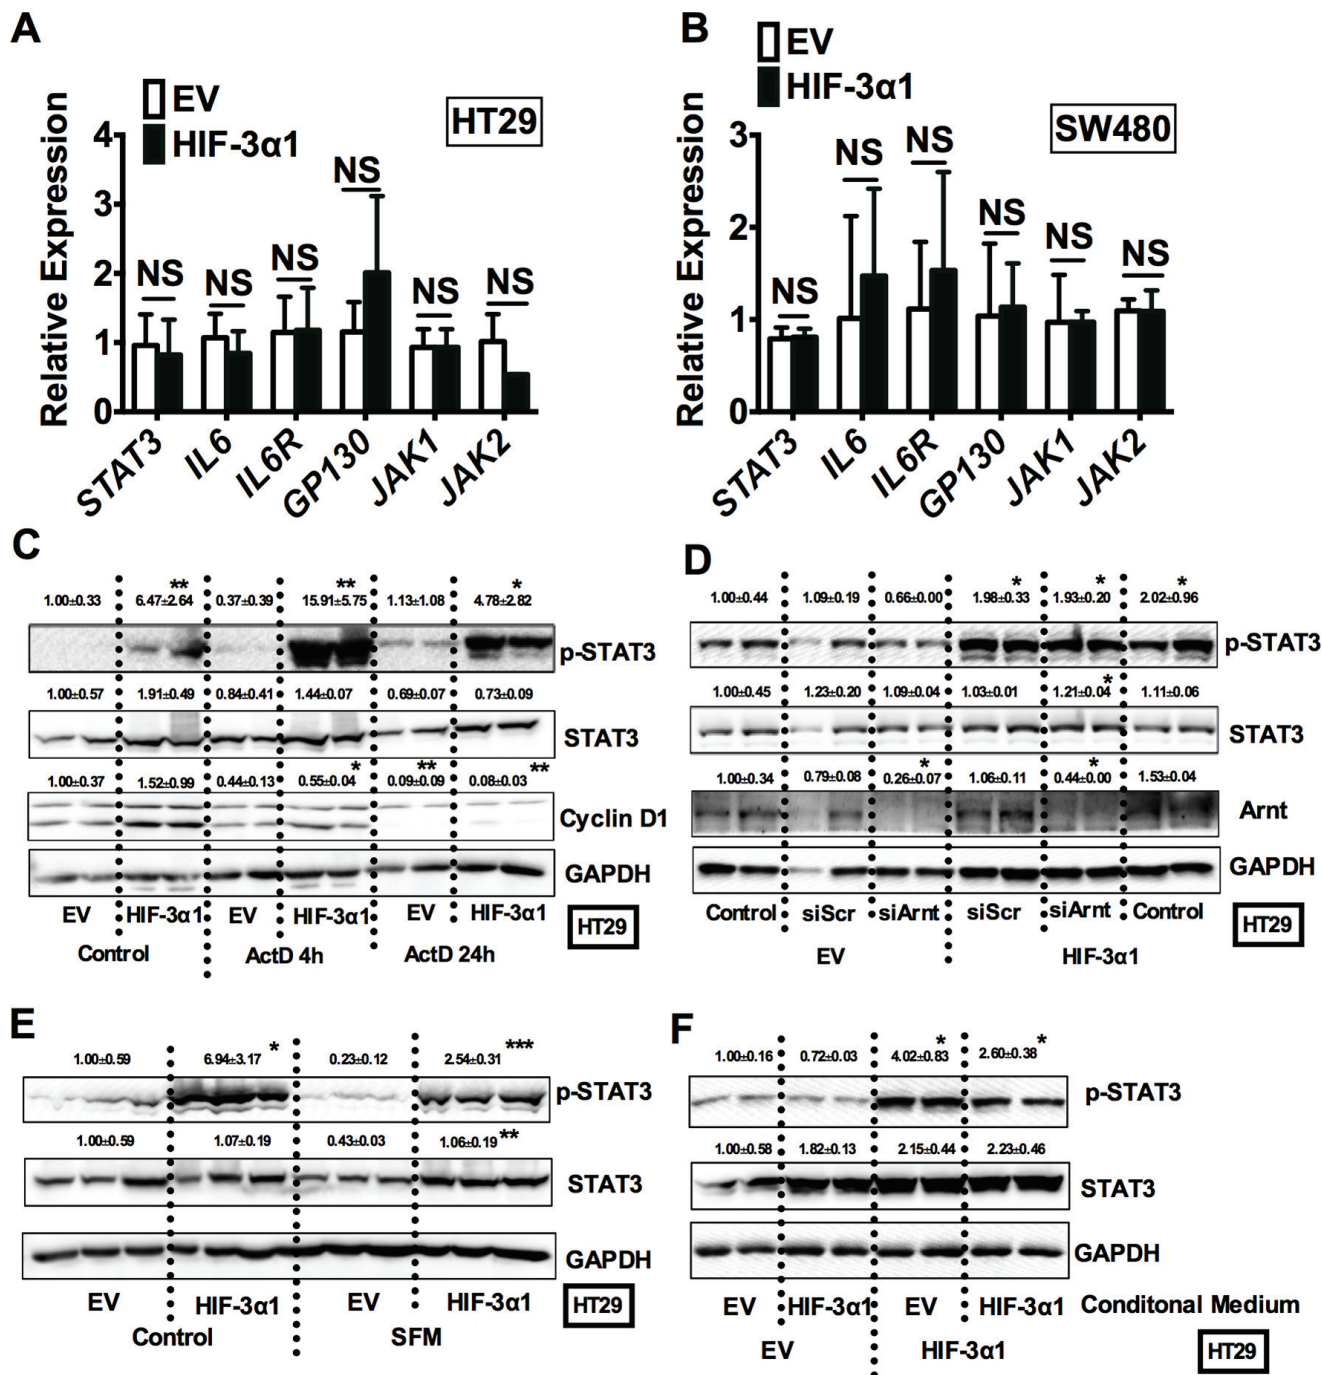 A
EV
HIF-3α1
HT29
Relative Expression
4
3
2
1
0
NS
NS
NS
NS
NS
NS
STAT3
IL6
IL6R
GP130
JAK1
JAK2
B
EV
HIF-3α1
SW480
Relative Expression
3
2
1
0
NS
NS
NS
NS
NS
NS
STAT3
IL6
IL6R
GP130
JAK1
JAK2
C
** ** *
1.00±0.33 6.47±2.64 0.37±0.39 15.91±5.75 1.13±1.08 4.78±2.82
p-STAT3
1.00±0.57 1.91±0.49 0.84±0.41 1.44±0.07 0.69±0.07 0.73±0.09
STAT3
* ** **
1.00±0.37 1.52±0.99 0.44±0.13 0.55±0.04 0.09±0.09 0.08±0.03
Cyclin D1
GAPDH
EV HIF-3α1 EV HIF-3α1 EV HIF-3α1
Control ActD 4h ActD 24h
HT29
D
* * *
1.00±0.44 1.09±0.19 0.66±0.00 1.98±0.33 1.93±0.20 2.02±0.96
p-STAT3
*
1.00±0.45 1.23±0.20 1.09±0.04 1.03±0.01 1.21±0.04 1.11±0.06
STAT3
* *
1.00±0.34 0.79±0.08 0.26±0.07 1.06±0.11 0.44±0.00 1.53±0.04
Arnt
GAPDH
Control siScr siArnt siScr siArnt Control
EV HIF-3α1
HT29
E
* ***
1.00±0.59 6.94±3.17 0.23±0.12 2.54±0.31
p-STAT3
1.00±0.59 1.07±0.19 0.43±0.03 1.06±0.19 **
STAT3
GAPDH
EV HIF-3α1 EV HIF-3α1
Control SFM
HT29
F
* *
1.00±0.16 0.72±0.03 4.02±0.83 2.60±0.38
p-STAT3
1.00±0.58 1.82±0.13 2.15±0.44 2.23±0.46
STAT3
GAPDH
EV HIF-3α1 EV HIF-3α1 Conditonal Medium
EV HIF-3α1
HT29